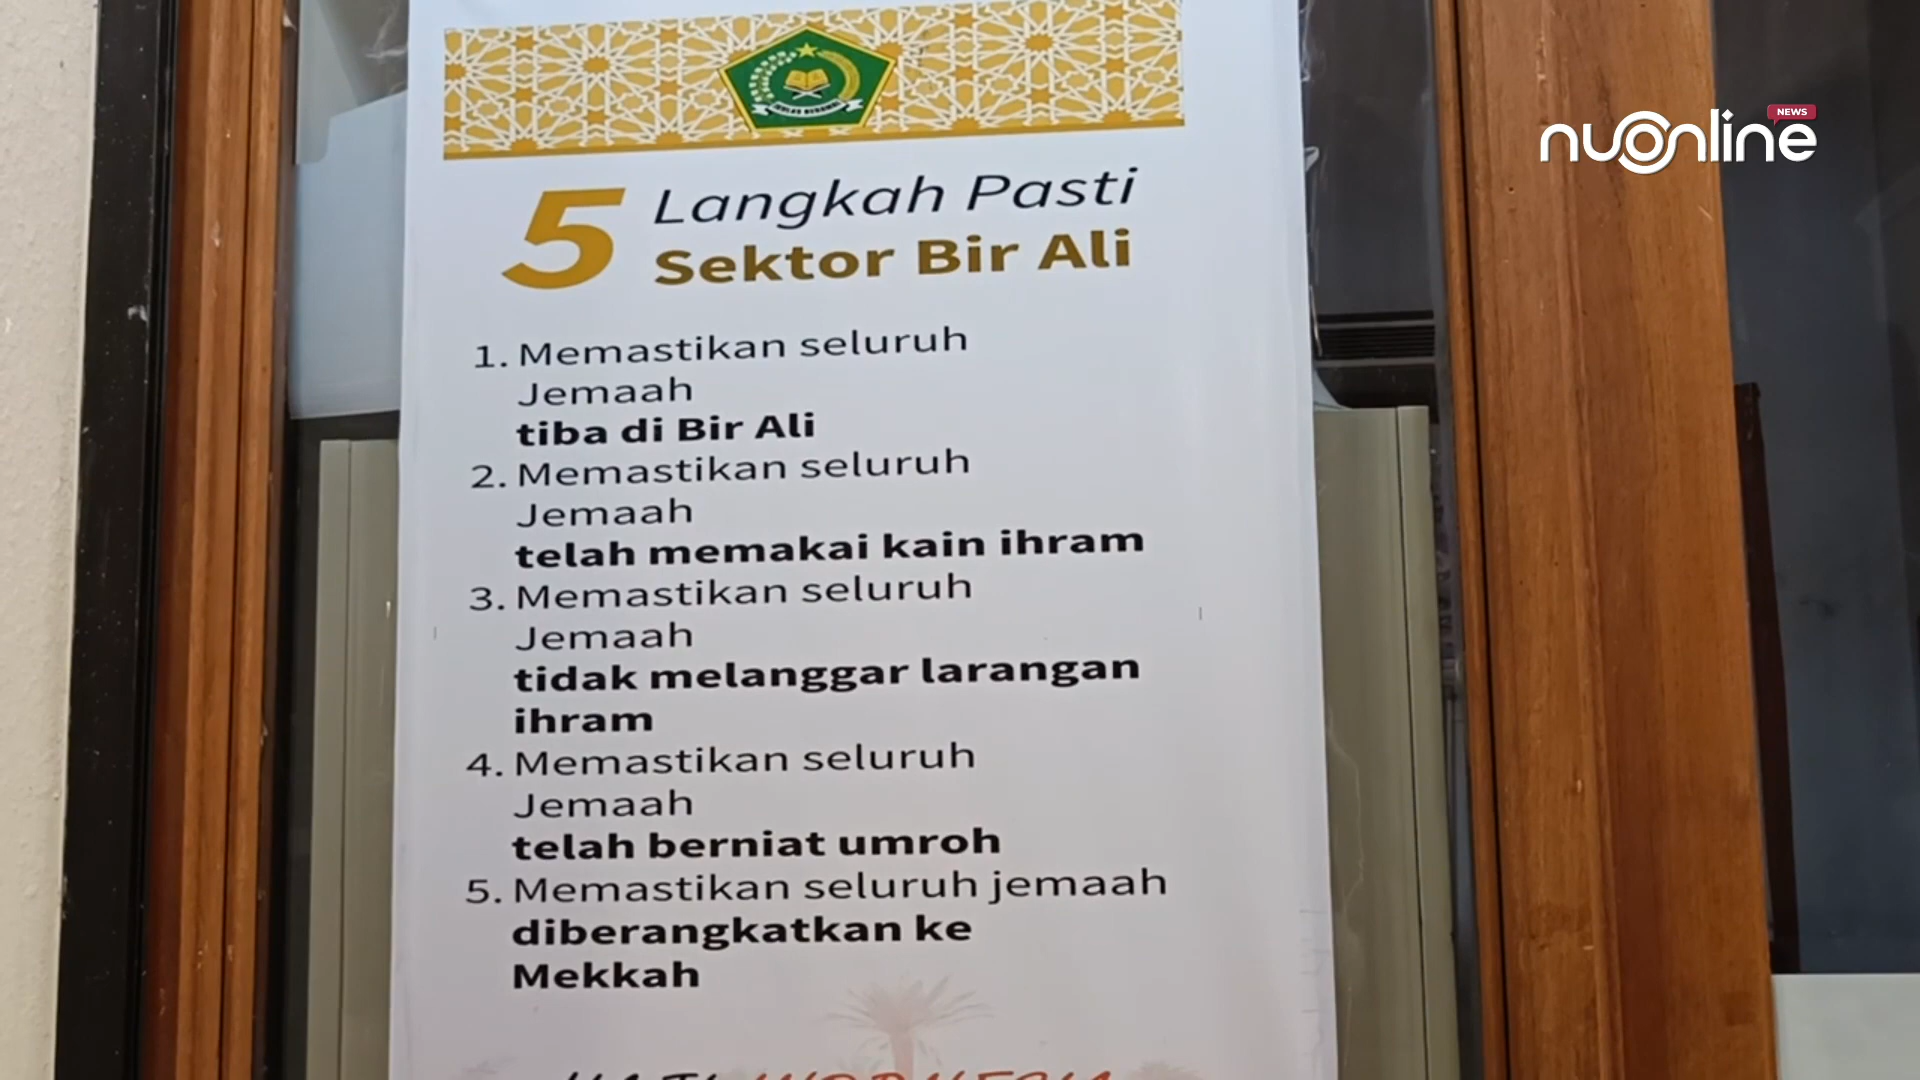 NEWS
nuonline
5 Langkah Pasti
Sektor Bir Ali
1. Memastikan seluruh
Jemaah
tiba di Bir Ali
2. Memastikan seluruh
Jemaah
telah memakai kain ihram
3. Memastikan seluruh
Jemaah
tidak melanggar larangan
ihram
4. Memastikan seluruh
Jemaah
telah berniat umroh
5. Memastikan seluruh jemaah
diberangkatkan ke
Mekkah